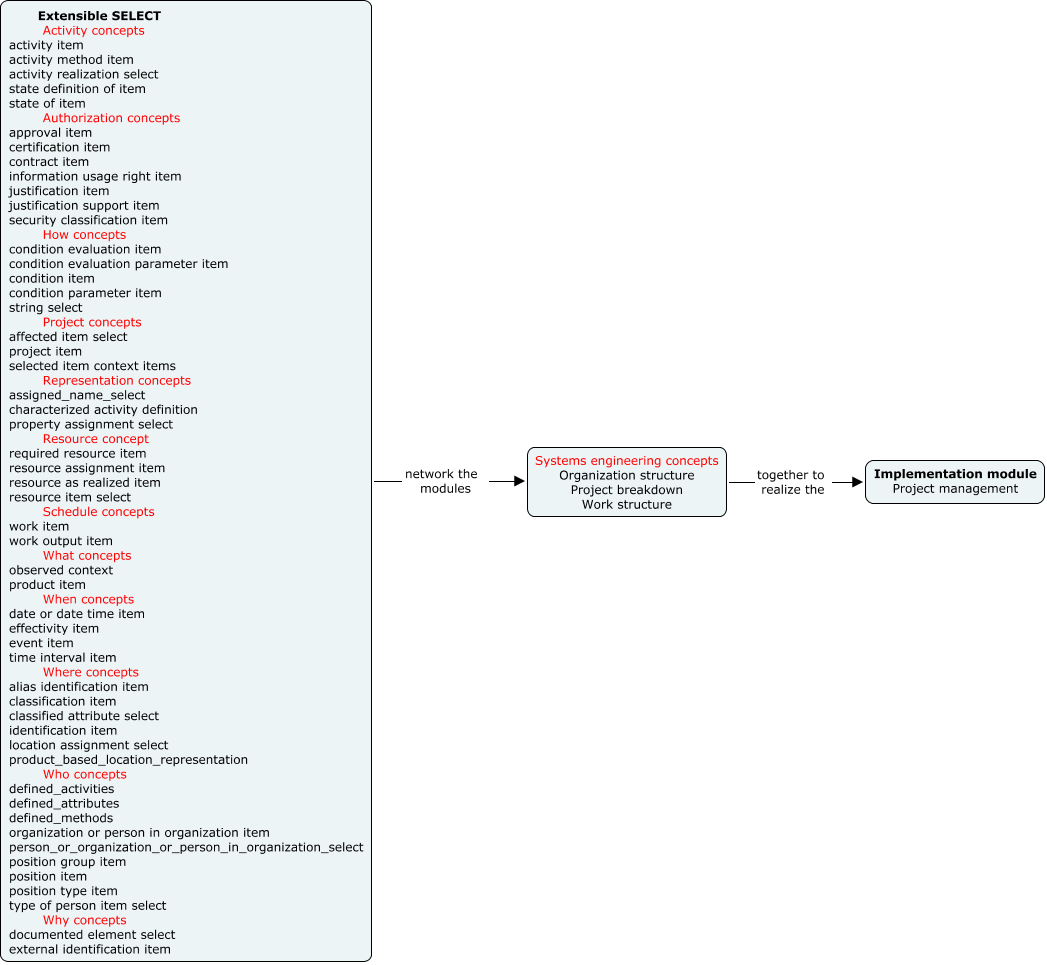 Extensible SELECT
Activity concepts
activity item
activity method item
activity realization select
state definition of item
state of item
Authorization concepts
approval item
certification item
contract item
information usage right item
justification item
justification support item
security classification item
How concepts
condition evaluation item
condition evaluation parameter item
condition item
condition parameter item
string select
Project concepts
affected item select
project item
selected item context items
Representation concepts
assigned_name_select
characterized activity definition
property assignment select
Resource concept
required resource item
resource assignment item
resource as realized item
resource item select
Schedule concepts
work item
work output item
What concepts
observed context
product item
When concepts
date or date time item
effectivity item
event item
time interval item
Where concepts
alias identification item
classification item
classified attribute select
identification item
location assignment select
product_based_location_representation
Who concepts
defined_activities
defined_attributes
defined_methods
organization or person in organization item
person_or_organization_or_person_in_organization_select
position group item
position item
position type item
type of person item select
Why concepts
documented element select
external identification item
network the
modules
Systems engineering concepts
Organization structure
Project breakdown
Work structure
together to
realize the
Implementation module
Project management